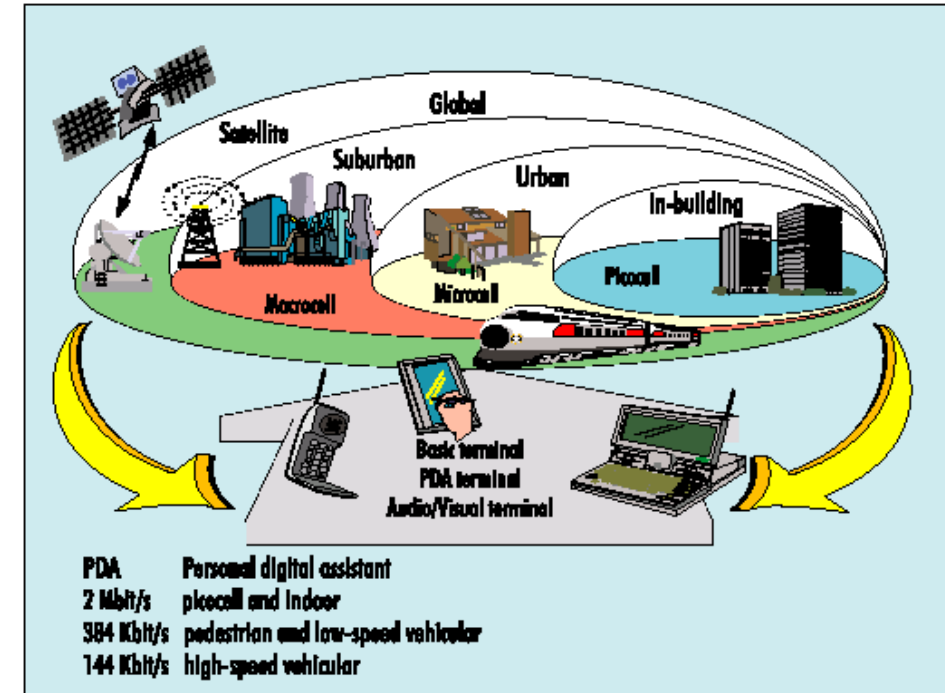 Global
Satellite
Suburban
Urban
In-building
Picocell
Microcell
Macrocell
Basic terminal
PDA terminal
Audio/Visual terminal
PDA Personal digital assistant
2 Mbit/s picocell and indoor
384 Kbit/s pedestrian and low-speed vehicular
144 Kbit/s high-speed vehicular